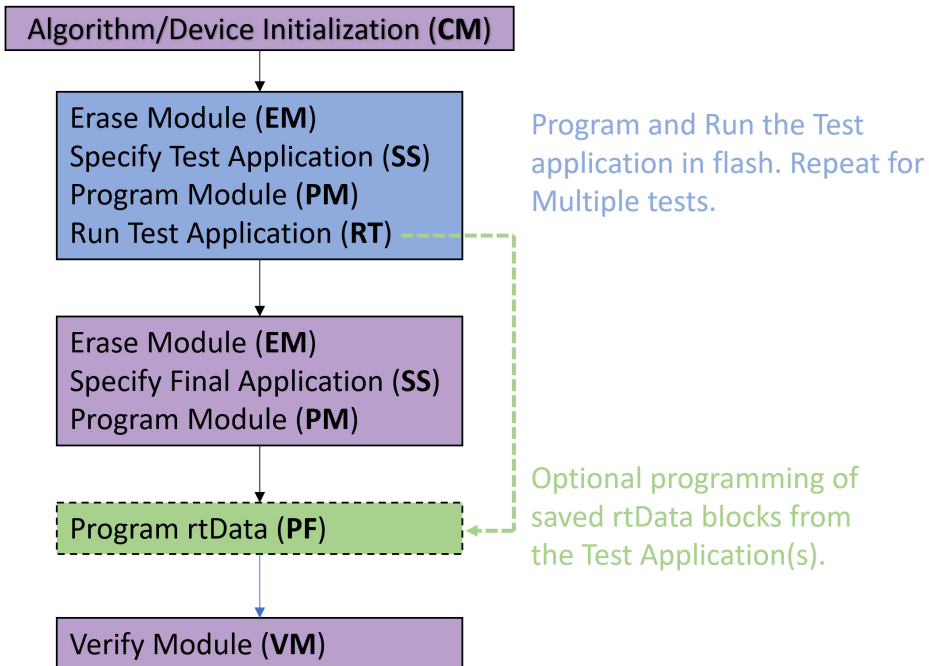 Algorithm/Device Initialization (CM)
Erase Module (EM)
Specify Test Application (SS)
Program Module (PM)
Run Test Application (RT)
Program and Run the Test
application in flash. Repeat for
Multiple tests.
Erase Module (EM)
Specify Final Application (SS)
Program Module (PM)
Optional programming of
saved rtData blocks from
the Test Application(s).
Program rtData (PF)
Verify Module (VM)